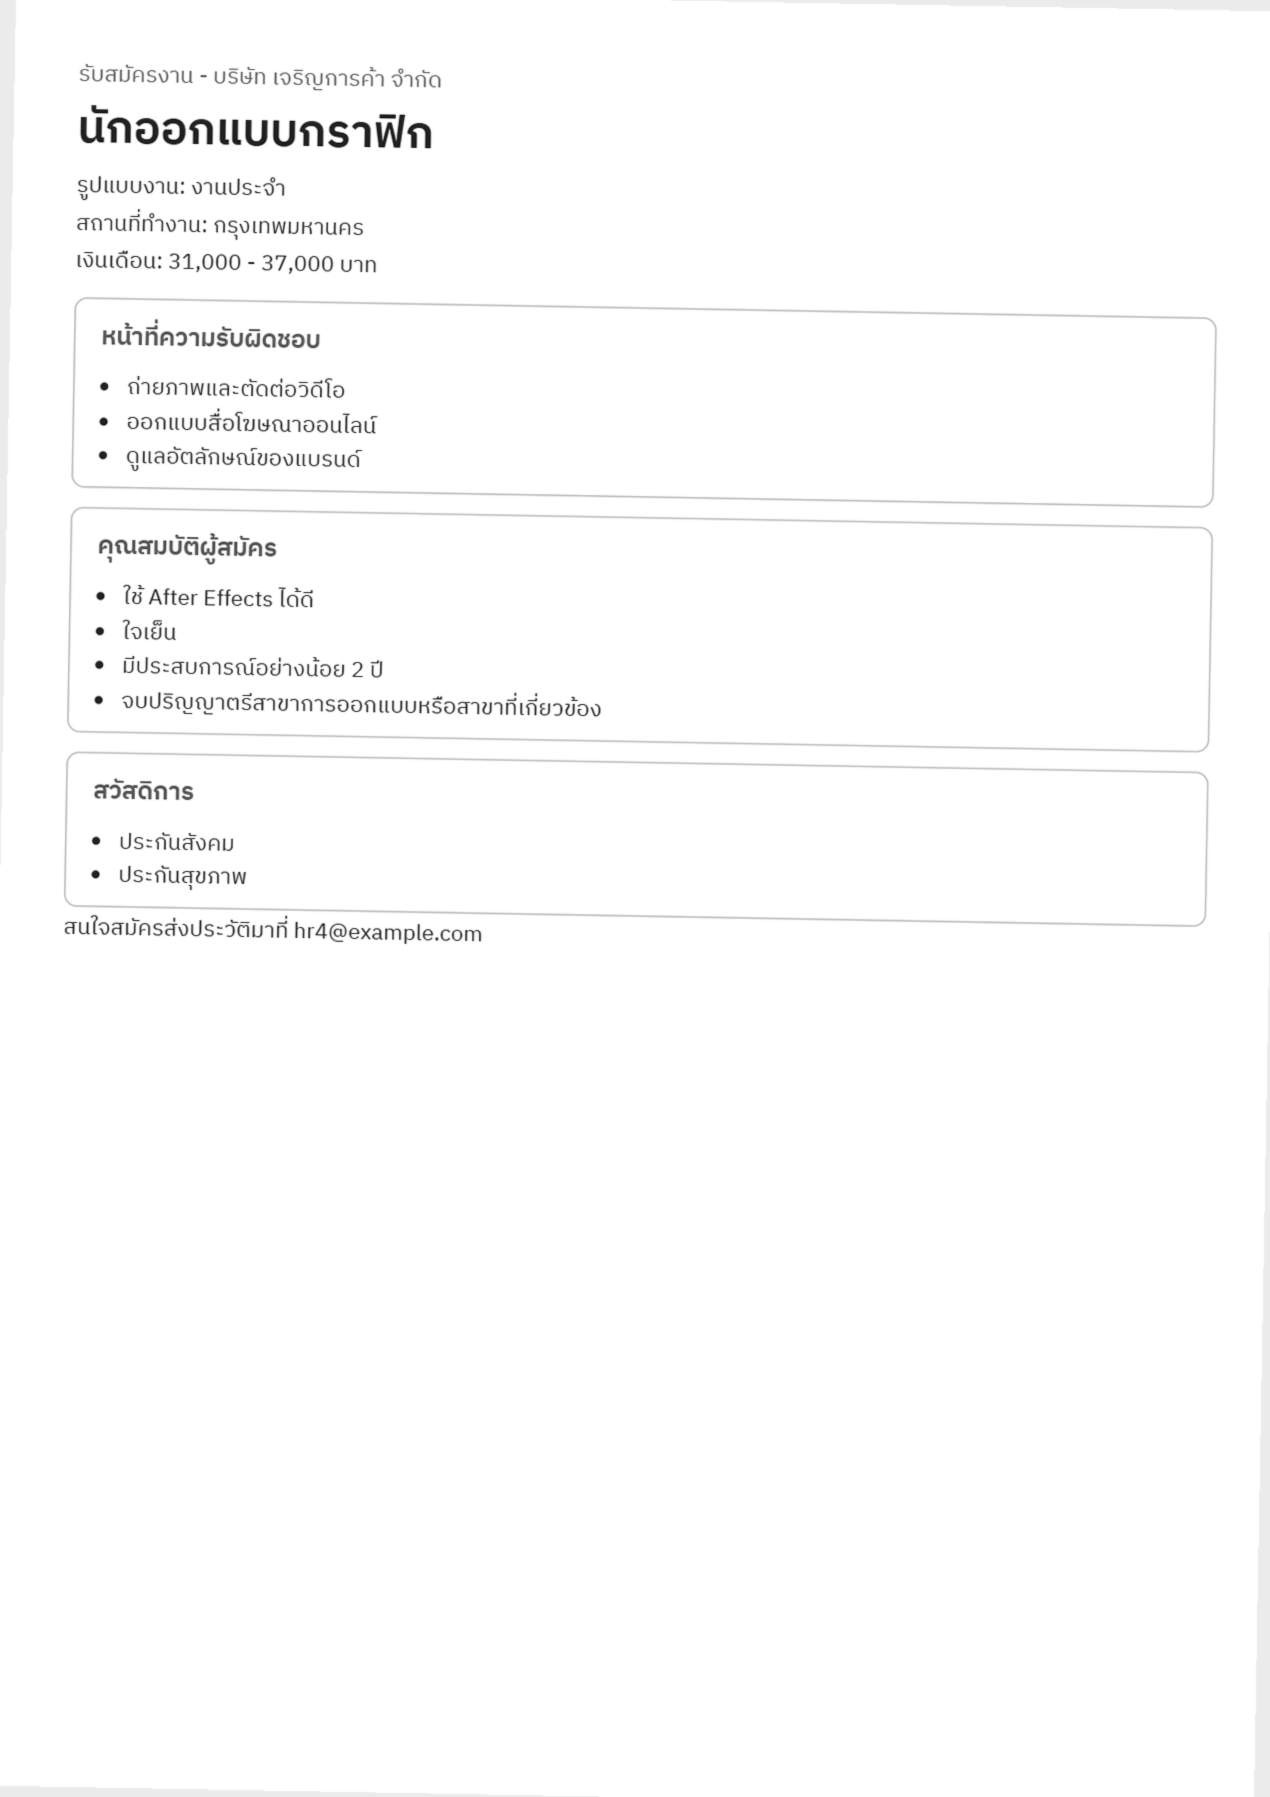 รับสมัครงาน - บริษัท เจริญการค้า จำกัด
นักออกแบบกราฟิก
รูปแบบงาน: งานประจำ
สถานที่ทำงาน: กรุงเทพมหานคร
เงินเดือน: 31,000 - 37,000 บาท
หน้าที่ความรับผิดชอบ
• ถ่ายภาพและตัดต่อวิดีโอ
• ออกแบบสื่อโฆษณาออนไลน์
• ดูแลอัตลักษณ์ของแบรนด์
คุณสมบัติผู้สมัคร
• ใช้ After Effects ได้ดี
• ใจเย็น
• มีประสบการณ์อย่างน้อย 2 ปี
• จบปริญญาตรีสาขาการออกแบบหรือสาขาที่เกี่ยวข้อง
สวัสดิการ
• ประกันสังคม
• ประกันสุขภาพ
สนใจสมัครส่งประวัติมาที่ hr4@example.com